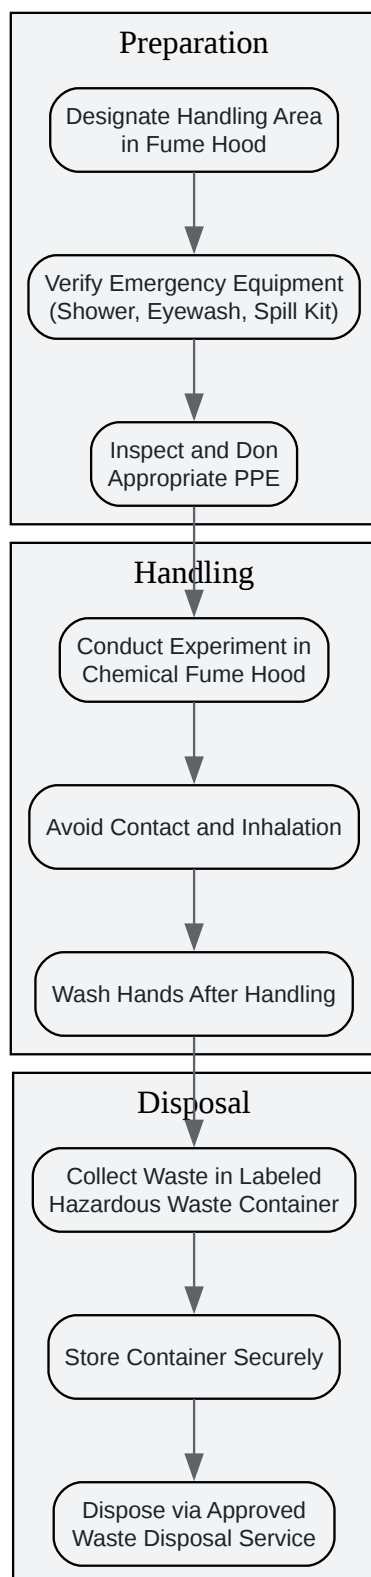 Preparation
Designate Handling Area
in Fume Hood
Verify Emergency Equipment
(Shower, Eyewash, Spill Kit)
Inspect and Don
Appropriate PPE
Handling
Conduct Experiment in
Chemical Fume Hood
Avoid Contact and Inhalation
Wash Hands After Handling
Disposal
Collect Waste in Labeled
Hazardous Waste Container
Store Container Securely
Dispose via Approved
Waste Disposal Service